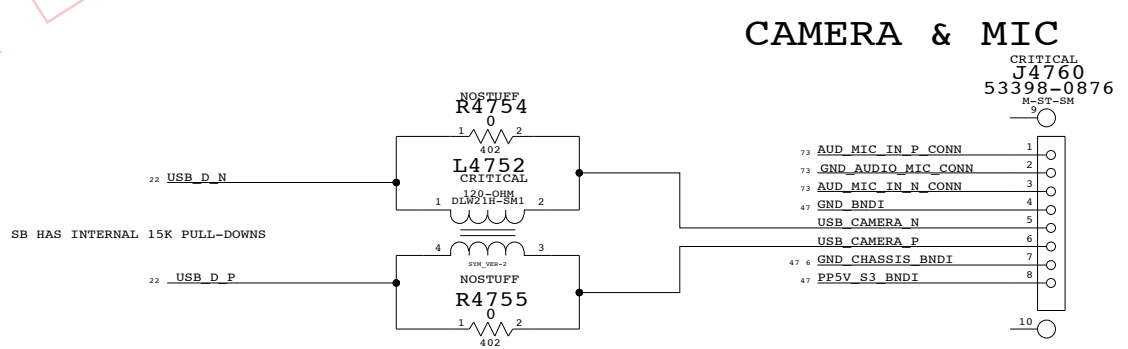 CAMERA & MIC
CRITICAL
J4760
53398-0876
M-ST-SM
9
NOSTUFF
R4754
0
1 2
402
L4752
CRITICAL
120-OHM
DLW21H-SM1
1 2
22 USB_D_N
SB HAS INTERNAL 15K PULL-DOWNS
4 3
SYM_VER-2
22 USB_D_P
NOSTUFF
R4755
0
1 2
402
73 AUD_MIC_IN_P_CONN 1
73 GND_AUDIO_MIC_CONN 2
73 AUD_MIC_IN_N_CONN 3
47 GND_BNDI 4
USB_CAMERA_N 5
USB_CAMERA_P 6
47 6 GND_CHASSIS_BNDI 7
47 PP5V_S3_BNDI 8
10